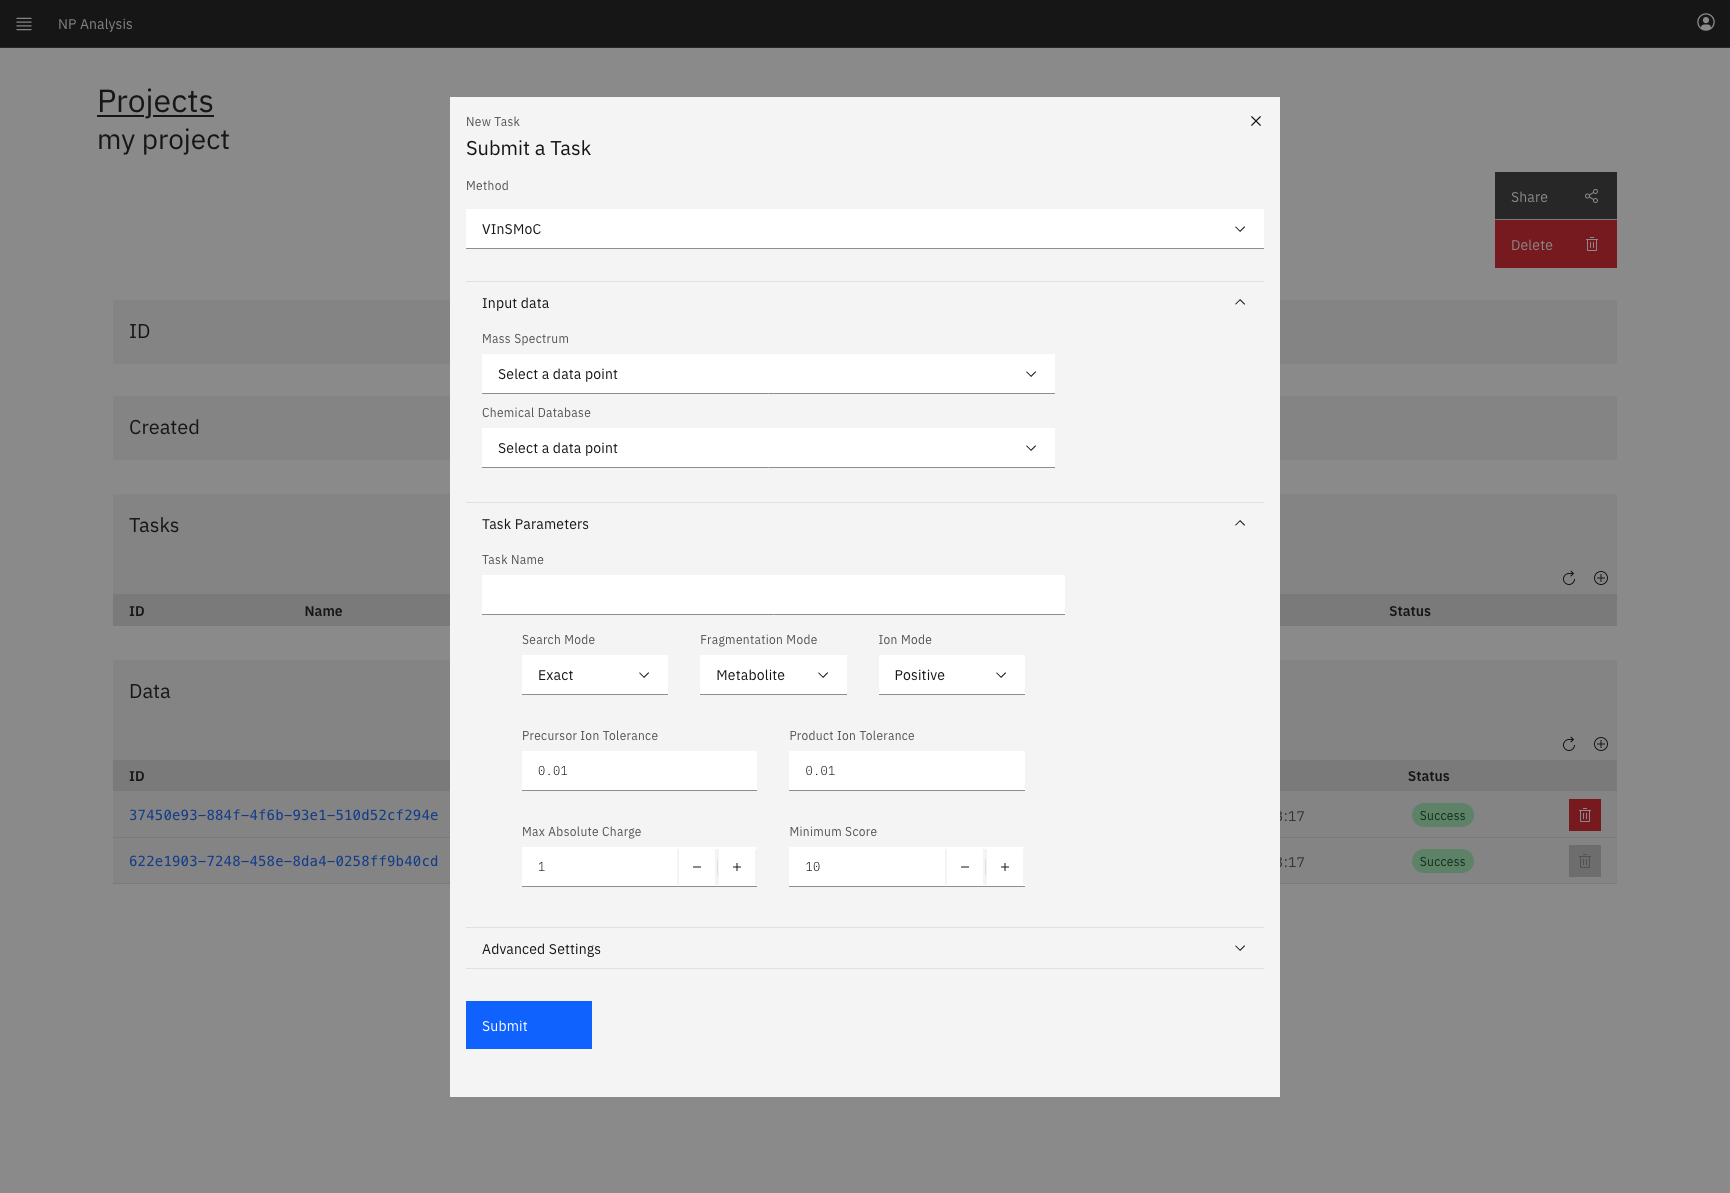 NP Analysis
Projects
my project
Share
Delete
ID
Created
Tasks
ID Name Status
Data
ID Status
37450e93-884f-4f6b-93e1-510d52cf294e :17 Success
622e1903-7248-458e-8da4-0258ff9b40cd :17 Success
New Task
Submit a Task
Method
VInSMoC
Input data
Mass Spectrum
Select a data point
Chemical Database
Select a data point
Task Parameters
Task Name
Search Mode Fragmentation Mode Ion Mode
Exact Metabolite Positive
Precursor Ion Tolerance Product Ion Tolerance
0.01 0.01
Max Absolute Charge Minimum Score
1 10
Advanced Settings
Submit